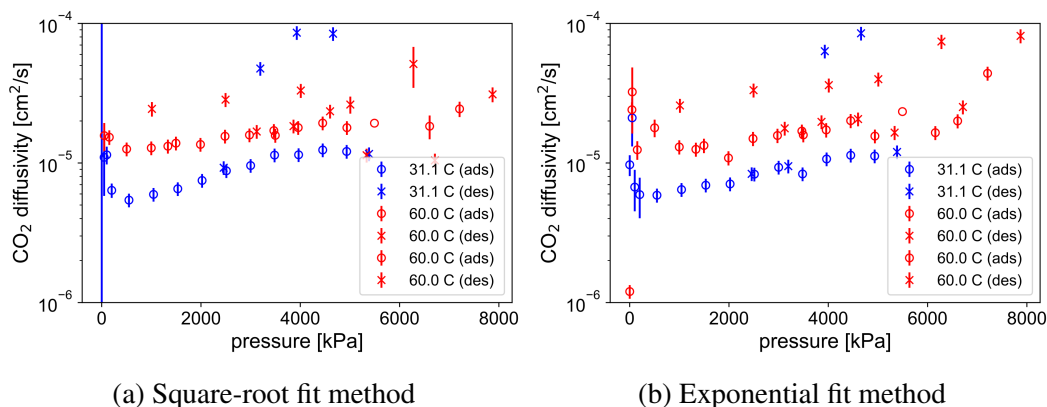 CO₂ diffusivity [cm²/s]
10⁻⁴
10⁻⁵
10⁻⁶
0 2000 4000 6000 8000
pressure [kPa]
31.1 C (ads)
31.1 C (des)
60.0 C (ads)
60.0 C (des)
60.0 C (ads)
60.0 C (des)
(a) Square-root fit method
CO₂ diffusivity [cm²/s]
10⁻⁴
10⁻⁵
10⁻⁶
0 2000 4000 6000 8000
pressure [kPa]
31.1 C (ads)
31.1 C (des)
60.0 C (ads)
60.0 C (des)
60.0 C (ads)
60.0 C (des)
(b) Exponential fit method